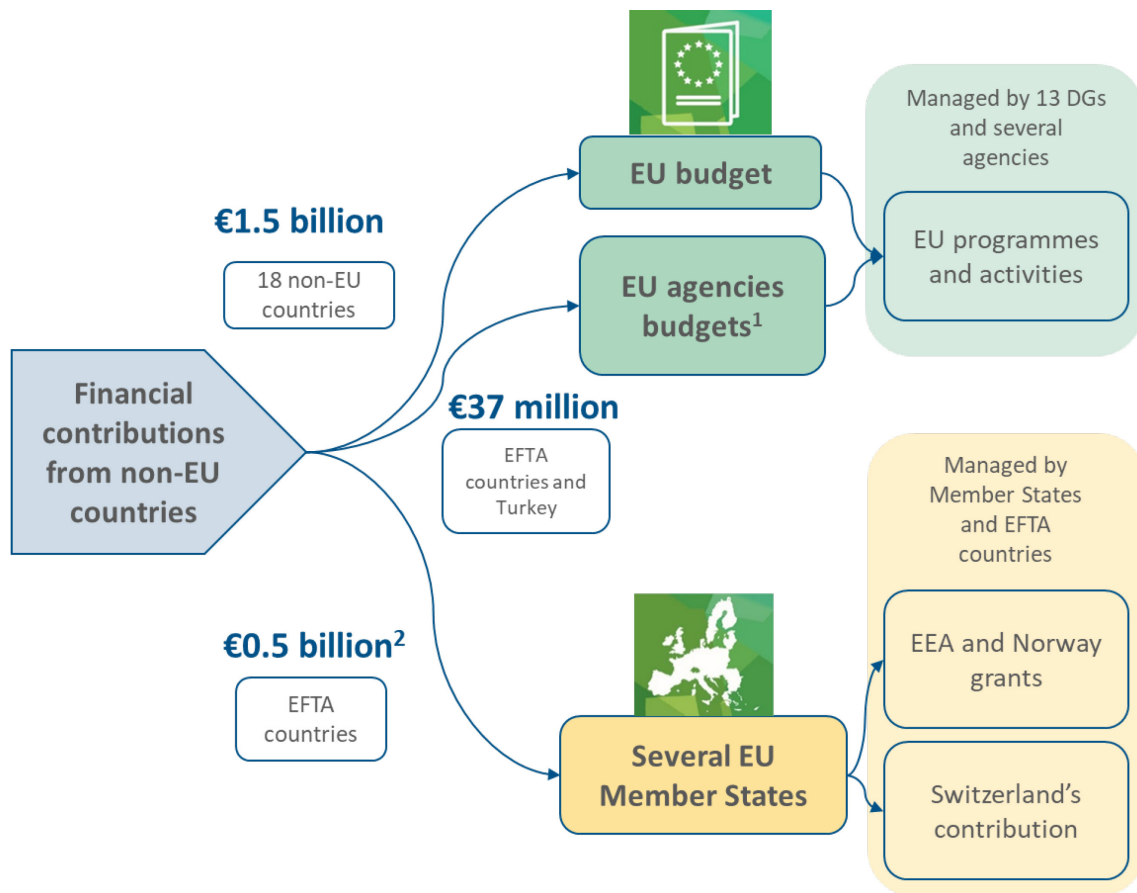 Financial
contributions
from non-EU
countries
€1.5 billion
18 non-EU
countries
€37 million
EFTA
countries and
Turkey
€0.5 billion²
EFTA
countries
EU budget
EU agencies
budgets¹
Managed by 13 DGs
and several
agencies
EU programmes
and activities
Several EU
Member States
Managed by
Member States
and EFTA
countries
EEA and Norway
grants
Switzerland’s
contribution